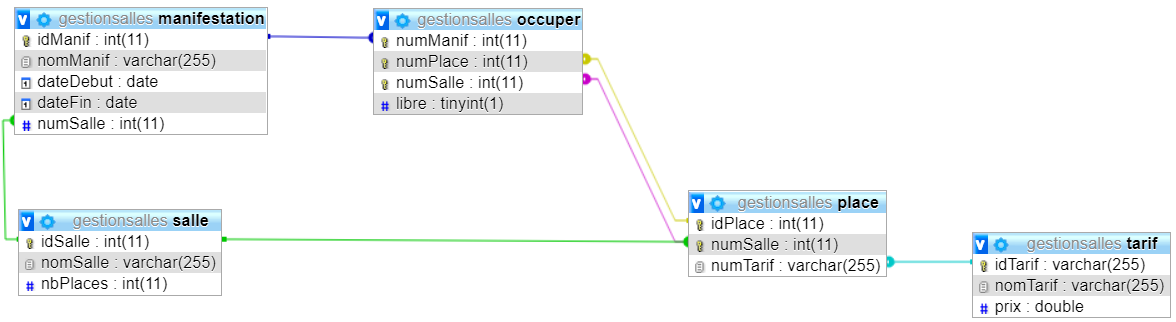 gestionsalles manifestation
idManif : int(11)
nomManif : varchar(255)
dateDebut : date
dateFin : date
numSalle : int(11)
gestionsalles occuper
numManif : int(11)
numPlace : int(11)
numSalle : int(11)
libre : tinyint(1)
gestionsalles salle
idSalle : int(11)
nomSalle : varchar(255)
nbPlaces : int(11)
gestionsalles place
idPlace : int(11)
numSalle : int(11)
numTarif : varchar(255)
gestionsalles tarif
idTarif : varchar(255)
nomTarif : varchar(255)
prix : double